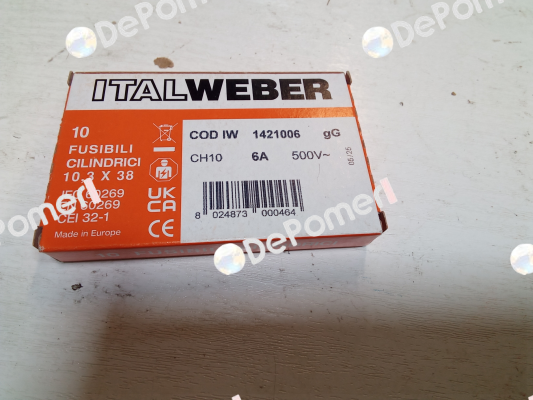 ITALWEBER
10
FUSIBILI
CILINDRICI
10.3 X 38
IEC 60269
60269
CEI 32-1
Made in Europe
UK
CA
CE
COD IW 1421006 gG
CH10 6A 500V~
8 024873 000464
DePomeri
DePomeri
DePomeri
DePomeri
DePome